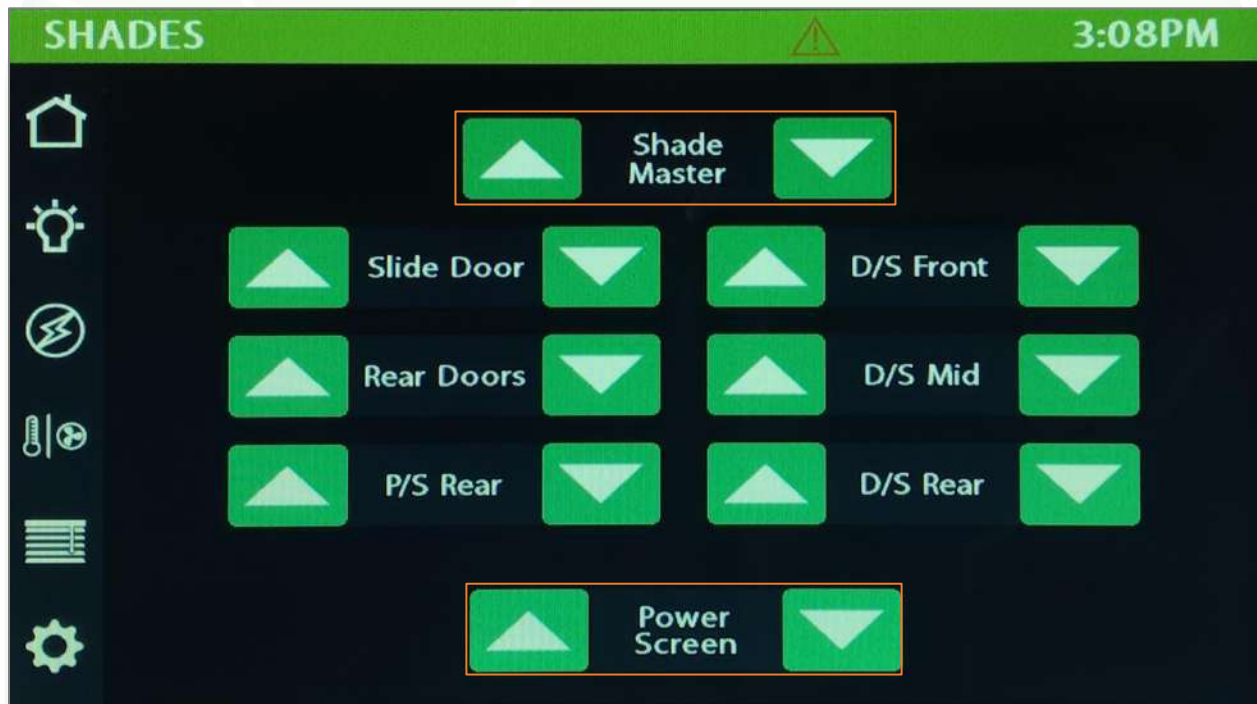 SHADES
3:08PM
Shade
Master
Slide Door
D/S Front
Rear Doors
D/S Mid
P/S Rear
D/S Rear
Power
Screen